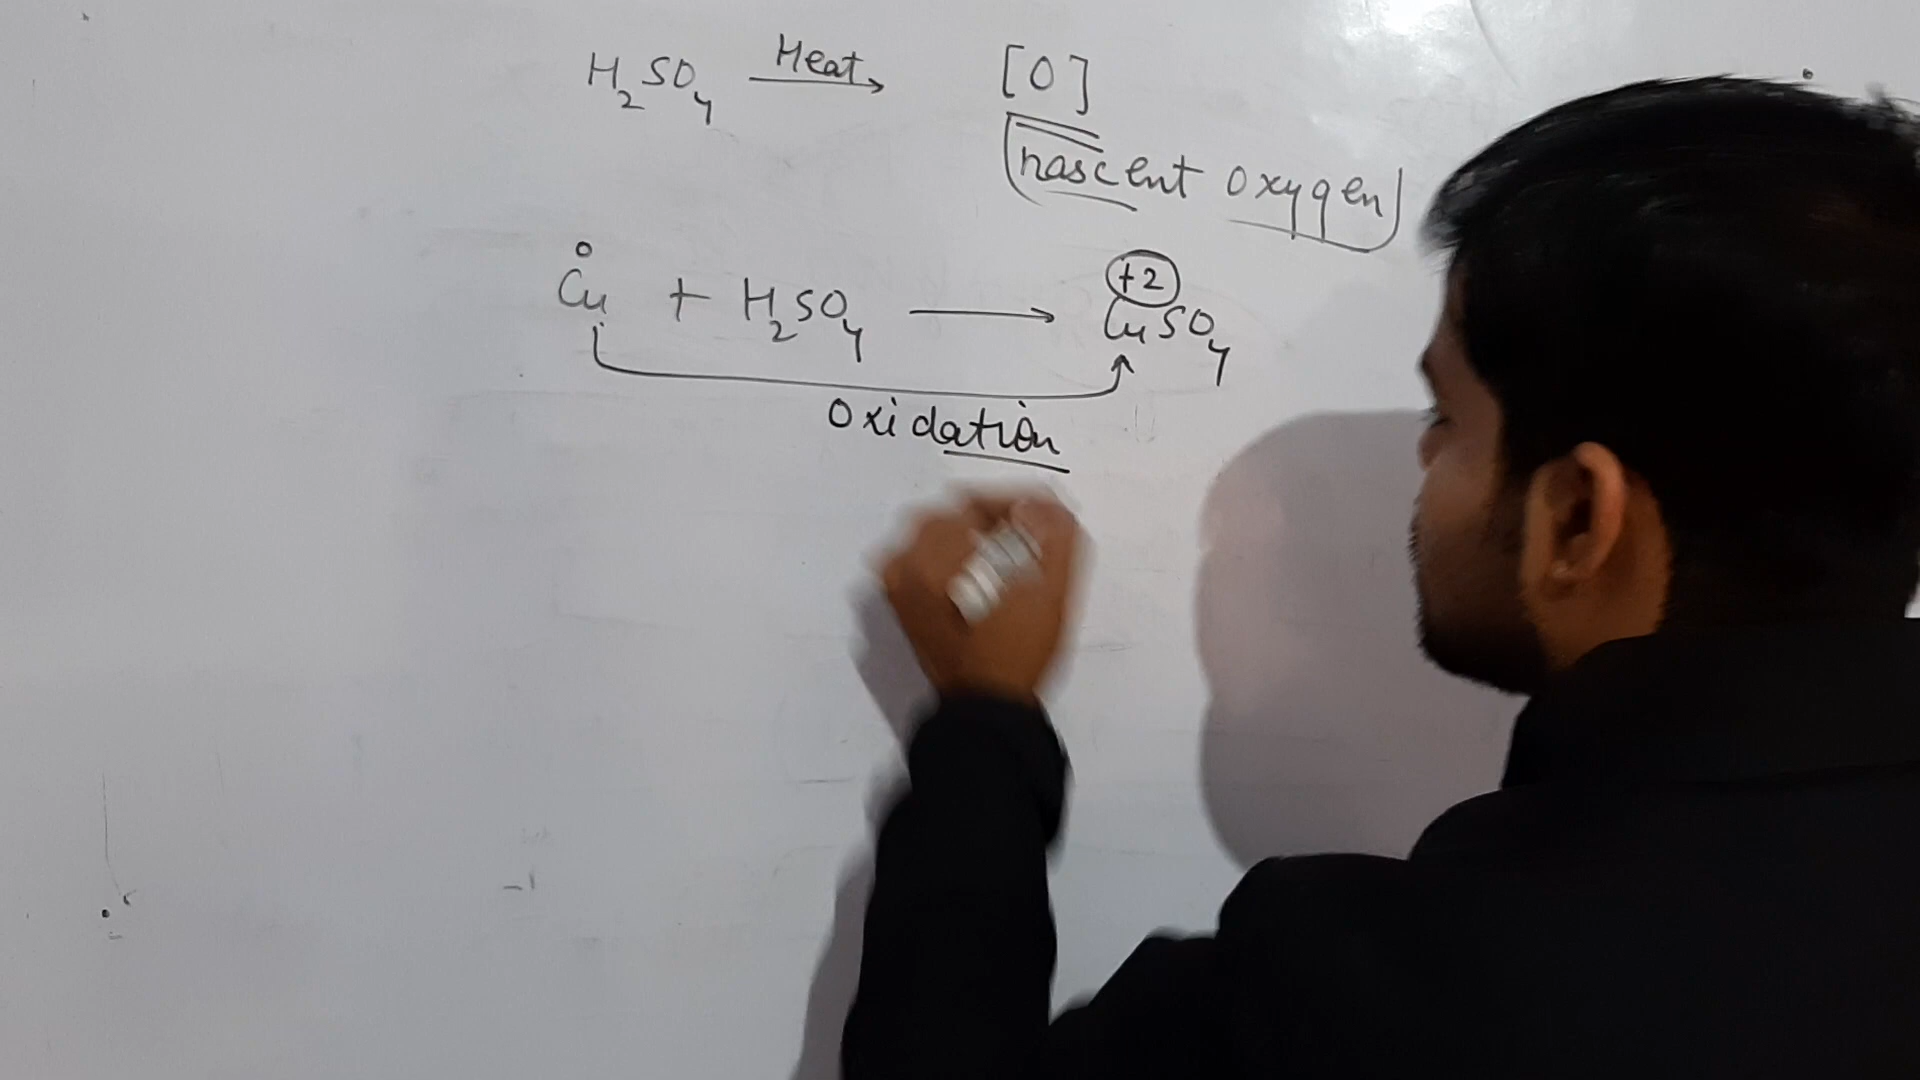 H₂SO₄ Heat→ [O]
nascent oxygen
0 +2
Cu + H₂SO₄ → CuSO₄
Oxidation